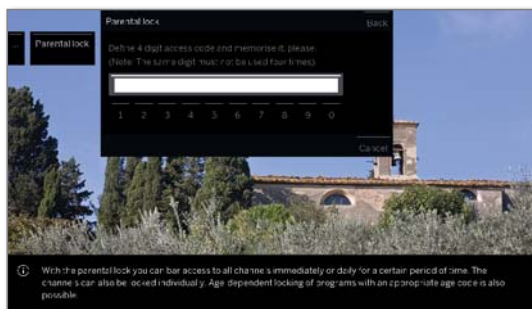 Parental lock
Back
...
Parental lock
Define 4 digit access code and memorise it, please.
(Note: The same digit must not be used four times)
1 2 3 4 5 6 7 8 9 0
Cancel
With the parental lock you can bar access to all channels immediately or daily for a certain period of time. The
channels can also be locked individually. Age dependent locking of programs with an appropriate age code is also
possible.